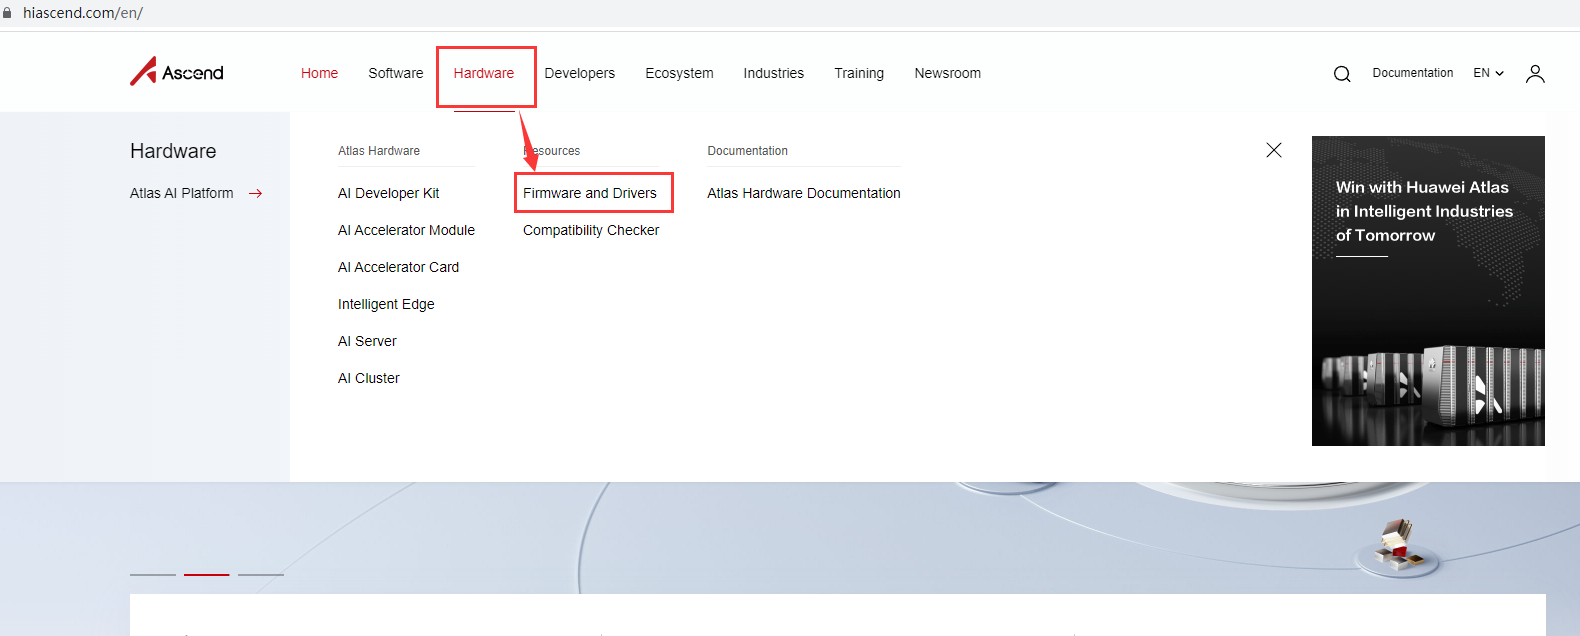 hiascend.com/en/
Ascend
Home Software Hardware Developers Ecosystem Industries Training Newsroom Documentation EN
Hardware
Atlas AI Platform
Atlas Hardware
AI Developer Kit
AI Accelerator Module
AI Accelerator Card
Intelligent Edge
AI Server
AI Cluster
Resources
Firmware and Drivers
Compatibility Checker
Documentation
Atlas Hardware Documentation
Win with Huawei Atlas
in Intelligent Industries
of Tomorrow